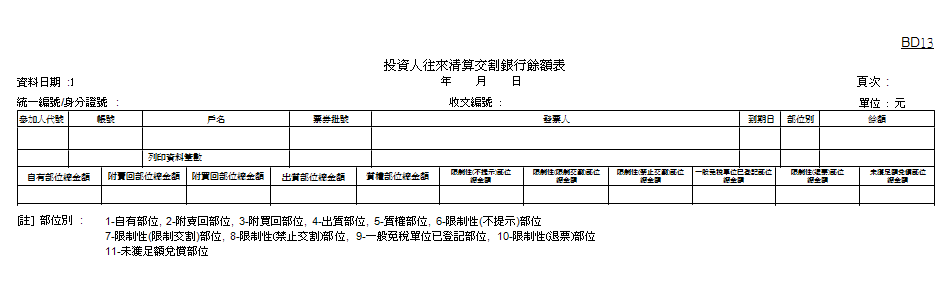 BD13
投資人往來清算交割銀行餘額表
資料日期 :1 年 月 日 頁次 :
統一編號/身分證號 : 收文編號 : 單位 : 元
參加人代號 帳號 戶名 票券批號 發票人 到期日 部位別 餘額
列印資料筆數
自有部位總金額 附賣回部位總金額 附買回部位總金額 出質部位總金額 質權部位總金額 限制性(不提示)部位總金額 限制性(限制交割)部位總金額 限制性(禁止交割)部位總金額 一般免稅單位已登記部位總金額 限制性(退票)部位總金額 未獲足額兌償部位總金額
[註] 部位別 : 1-自有部位, 2-附賣回部位, 3-附買回部位, 4-出質部位, 5-質權部位, 6-限制性(不提示)部位
7-限制性(限制交割)部位, 8-限制性(禁止交割)部位, 9-一般免稅單位已登記部位, 10-限制性(退票)部位
11-未獲足額兌償部位